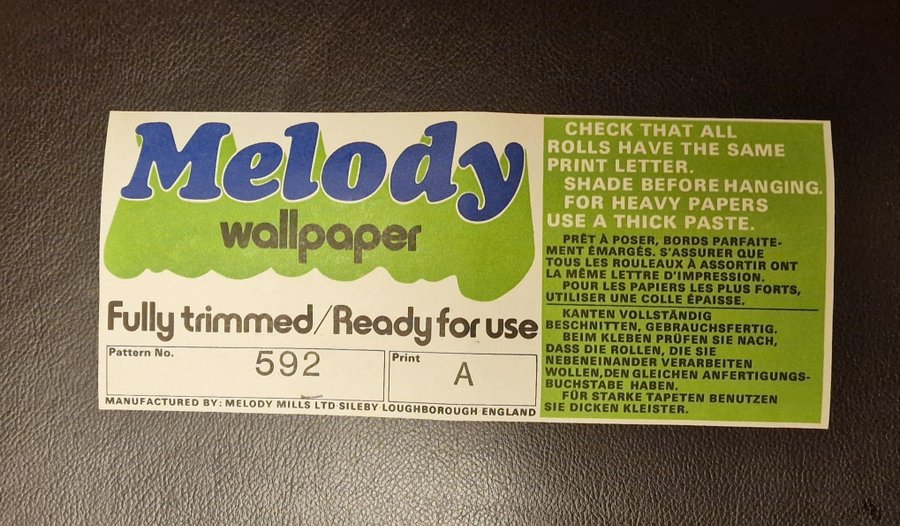 Melody
wallpaper
Fully trimmed/Ready for use
Pattern No. 592 Print A
MANUFACTURED BY: MELODY MILLS LTD SILEBY LOUGHBOROUGH ENGLAND
CHECK THAT ALL
ROLLS HAVE THE SAME
PRINT LETTER.
SHADE BEFORE HANGING.
FOR HEAVY PAPERS
USE A THICK PASTE.
PRÊT À POSER, BORDS PARFAITE-
MENT ÉMARGÉS. S'ASSURER QUE
TOUS LES ROULEAUX À ASSORTIR ONT
LA MÊME LETTRE D'IMPRESSION.
POUR LES PAPIERS LES PLUS FORTS,
UTILISER UNE COLLE ÉPAISSE.
KANTEN VOLLSTÄNDIG
BESCHNITTEN, GEBRAUCHSFERTIG.
BEIM KLEBEN PRÜFEN SIE NACH,
DASS DIE ROLLEN, DIE SIE
NEBENEINANDER VERARBEITEN
WOLLEN, DEN GLEICHEN ANFERTIGUNGS-
BUCHSTABE HABEN.
FÜR STARKE TAPETEN BENUTZEN
SIE DICKEN KLEISTER.